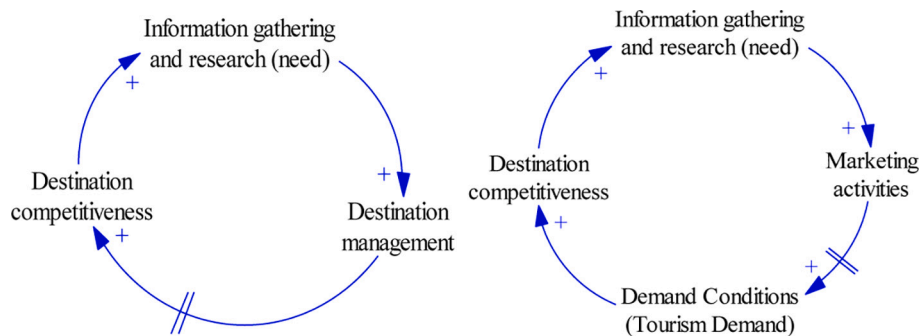 Information gathering
and research (need)
+
+
Destination
competitiveness
+
Destination
management
Information gathering
and research (need)
+
+
Destination
competitiveness
+
Marketing
activities
+
Demand Conditions
(Tourism Demand)